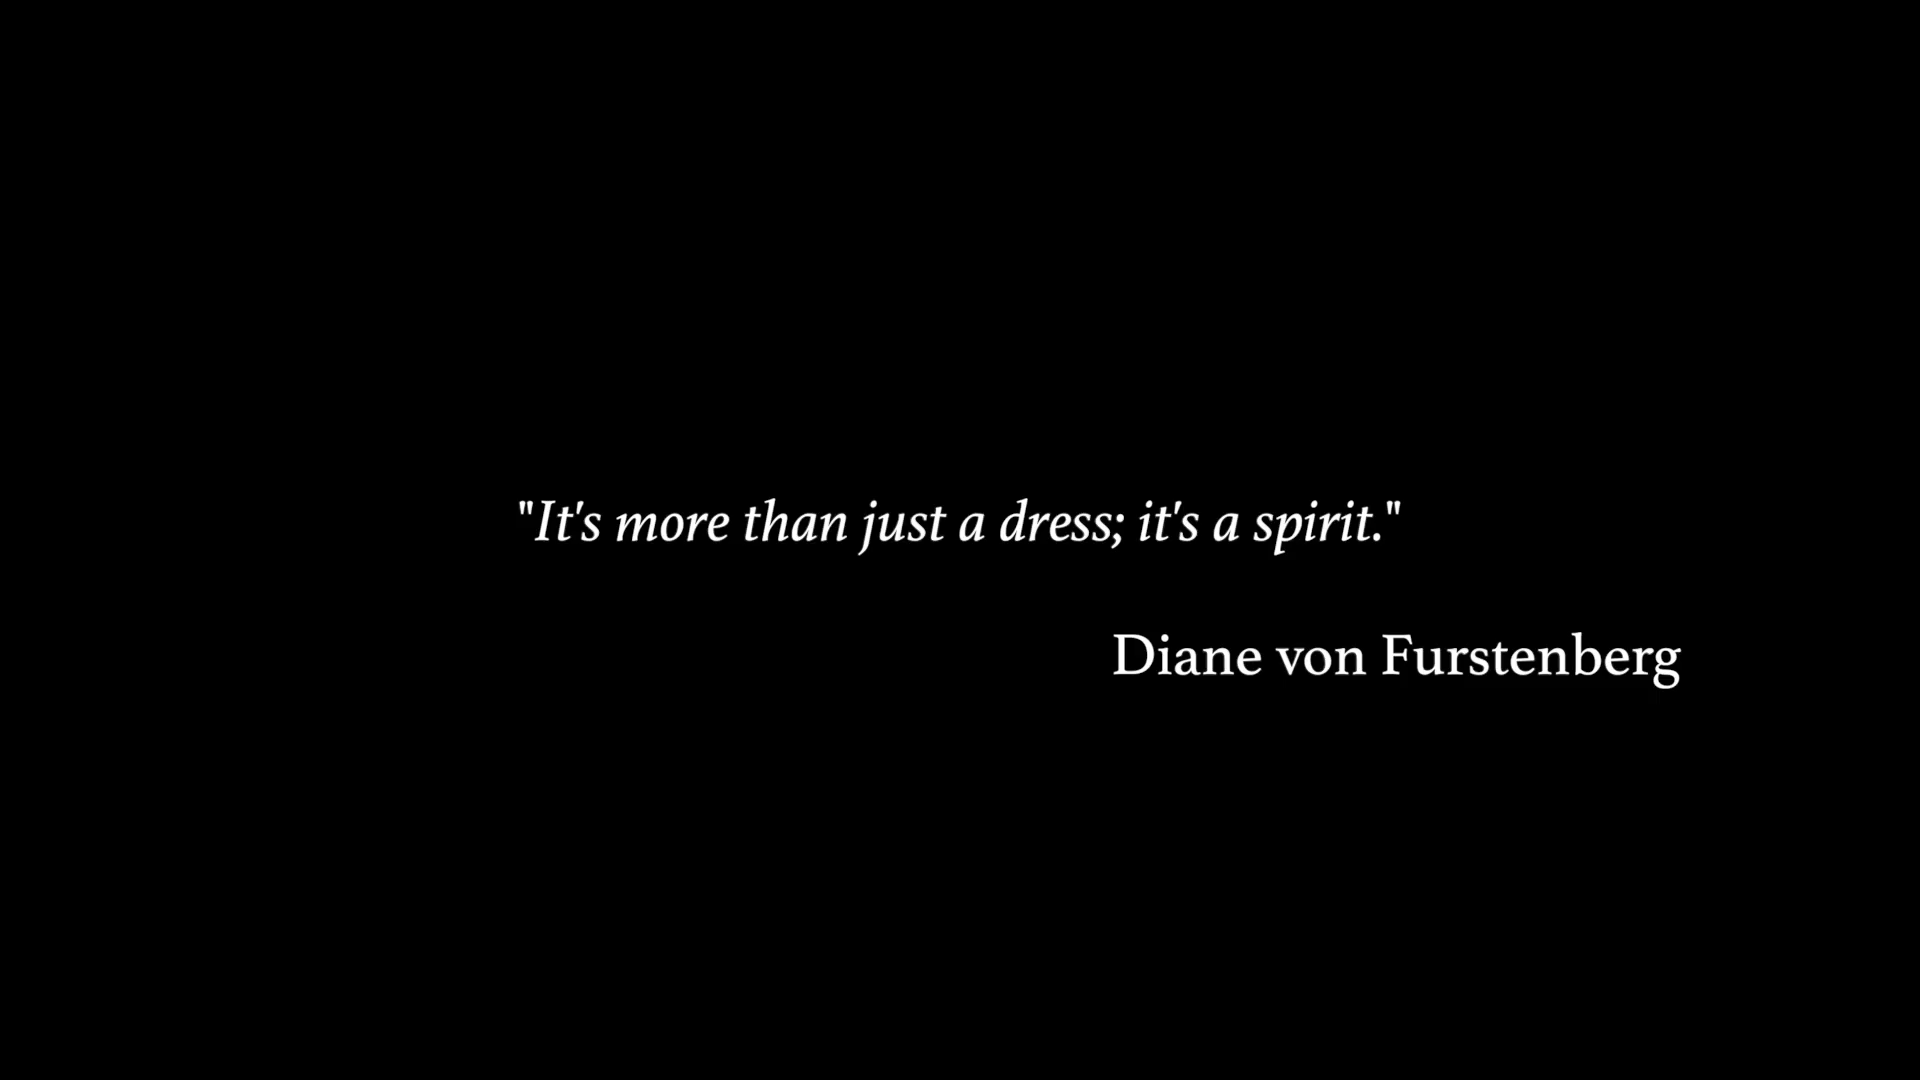 "It's more than just a dress; it's a spirit."
Diane von Furstenberg